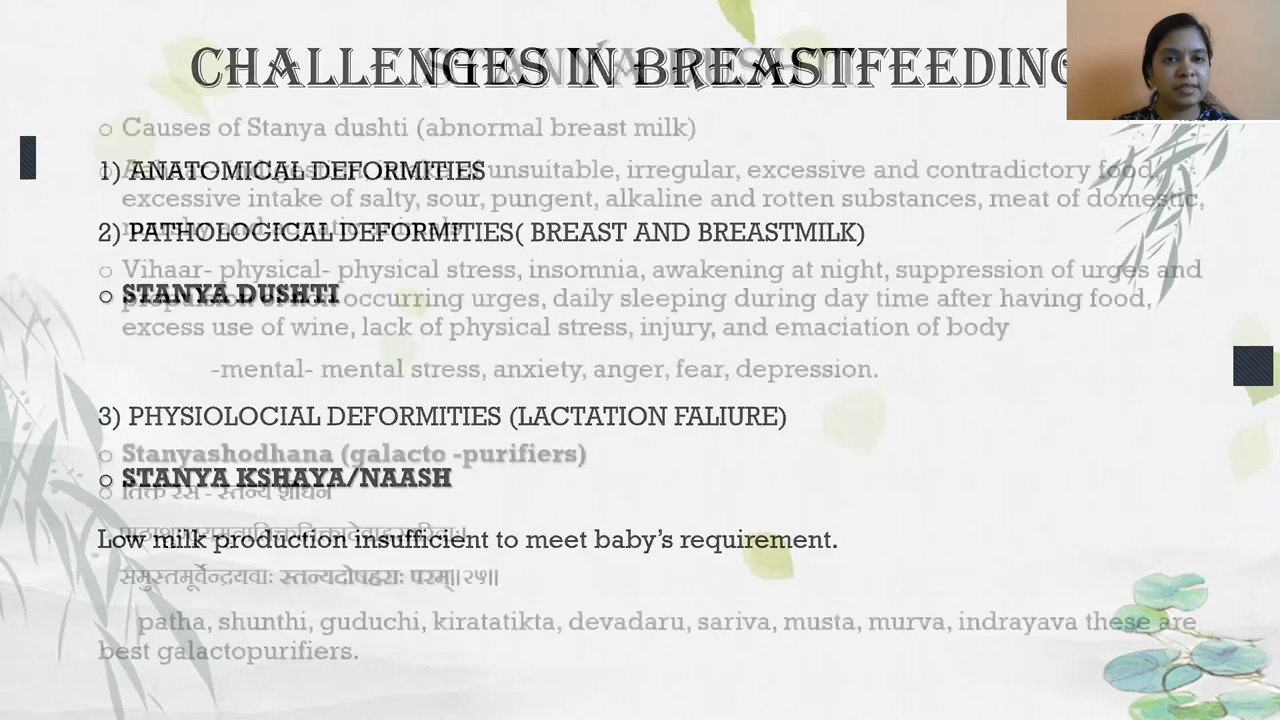 CHALLENGES IN BREASTFEEDING
Causes of Stanya dushti (abnormal breast milk)
1) ANATOMICAL DEFORMITIES
unsuitable, irregular, excessive and contradictory food,
excessive intake of salty, sour, pungent, alkaline and rotten substances, meat of domestic,
2) PATHOLOGICAL DEFORMITIES( BREAST AND BREASTMILK)
Vihaar- physical- physical stress, insomnia, awakening at night, suppression of urges and
STANYA DUSHTI
occurring urges, daily sleeping during day time after having food,
excess use of wine, lack of physical stress, injury, and emaciation of body
-mental- mental stress, anxiety, anger, fear, depression.
3) PHYSIOLOCIAL DEFORMITIES (LACTATION FALIURE)
Stanyashodhana (galacto -purifiers)
STANYA KSHAYA/NAASH
तिक्त रस - स्तन्य शोधन
Low milk production insufficient to meet baby's requirement.
समुस्तमूर्वेन्द्रयवाः स्तन्यदोषहराः परम्||२५||
patha, shunthi, guduchi, kiratatikta, devadaru, sariva, musta, murva, indrayava these are
best galactopurifiers.